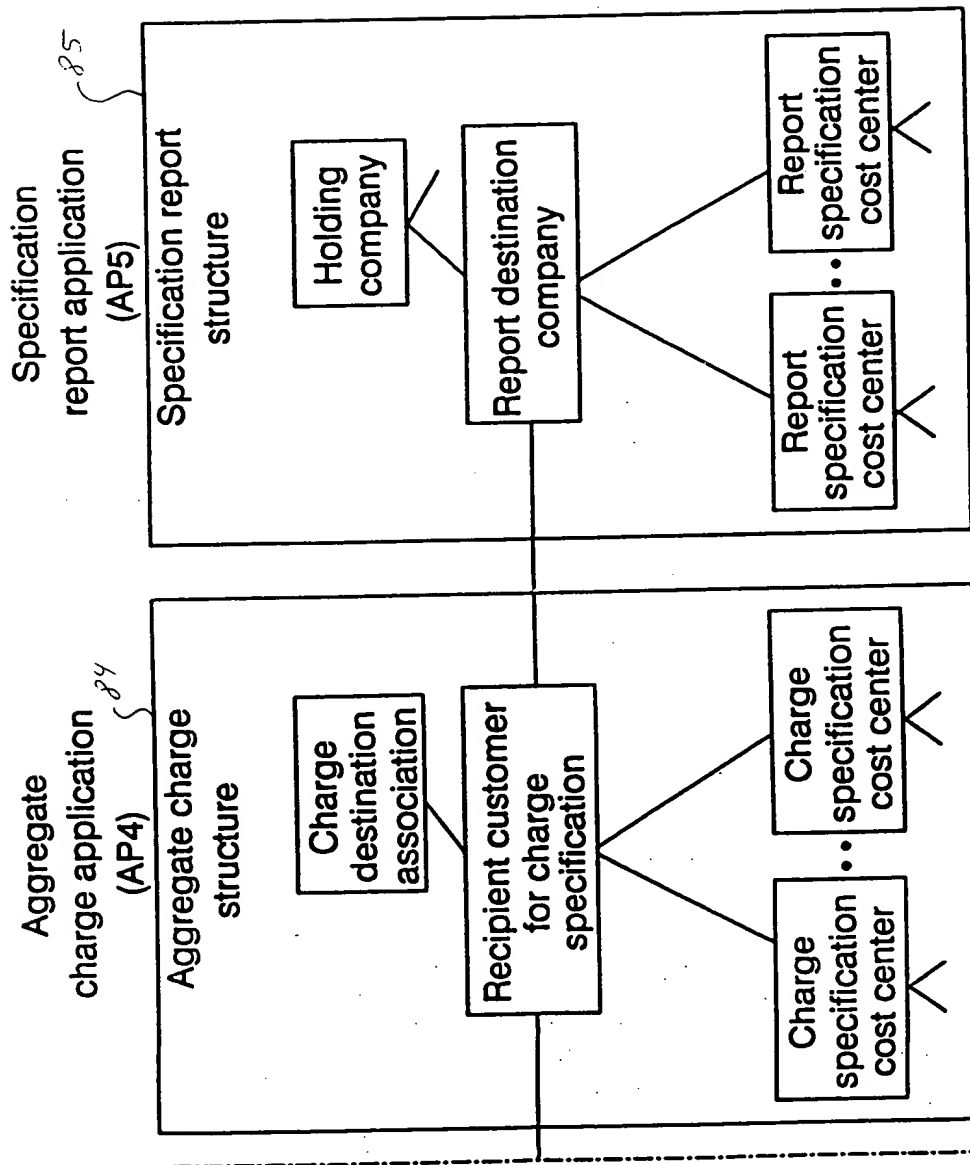 Aggregate
charge application
(AP4)
84
Aggregate charge
structure
Charge
destination
association
Recipient customer
for charge
specification
Charge
specification
cost center
•••
Charge
specification
cost center
Specification
report application
(AP5)
85
Specification report
structure
Holding
company
Report destination
company
Report
specification
cost center
•••
Report
specification
cost center